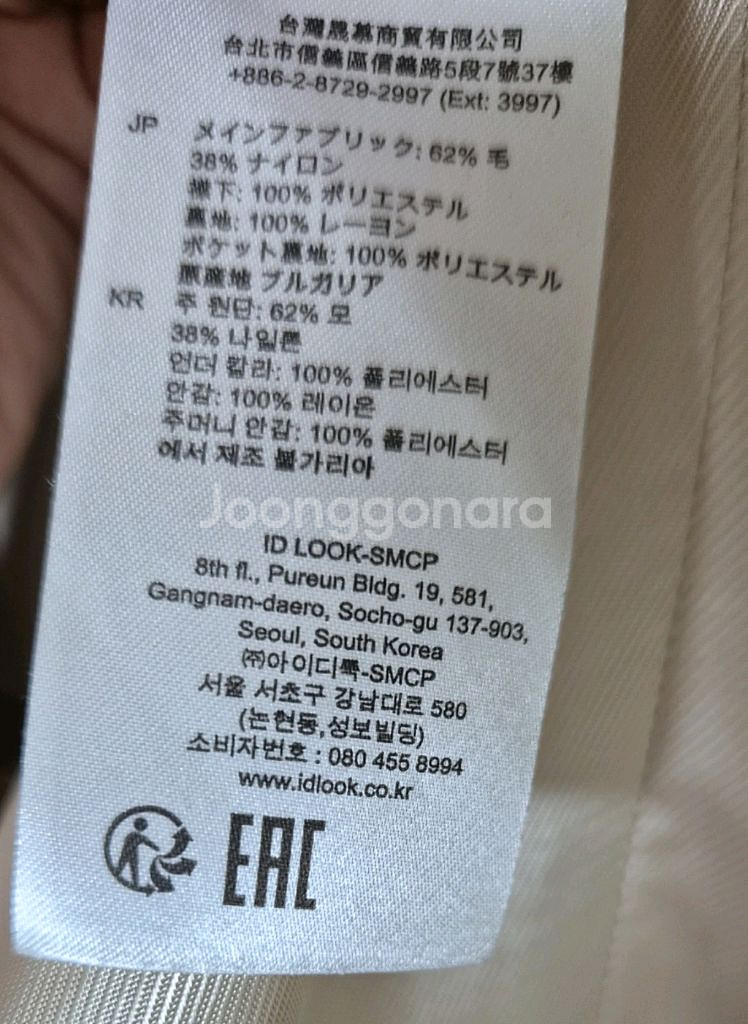 台灣晟慕商貿有限公司
台北市信義區信義路5段7號37樓
+886-2-8729-2997 (Ext: 3997)
JP メインファブリック: 62% 毛
38% ナイロン
襟下: 100% ポリエステル
裏地: 100% レーヨン
ポケット裏地: 100% ポリエステル
原産地 ブルガリア
KR 주 원단: 62% 모
38% 나일론
언더 칼라: 100% 폴리에스터
안감: 100% 레이온
주머니 안감: 100% 폴리에스터
에서 제조 불가리아
Joonggonara
ID LOOK-SMCP
8th fl., Pureun Bldg. 19, 581,
Gangnam-daero, Socho-gu 137-903,
Seoul, South Korea
㈜아이디룩-SMCP
서울 서초구 강남대로 580
(논현동,성보빌딩)
소비자번호 : 080 455 8994
www.idlook.co.kr
EAC